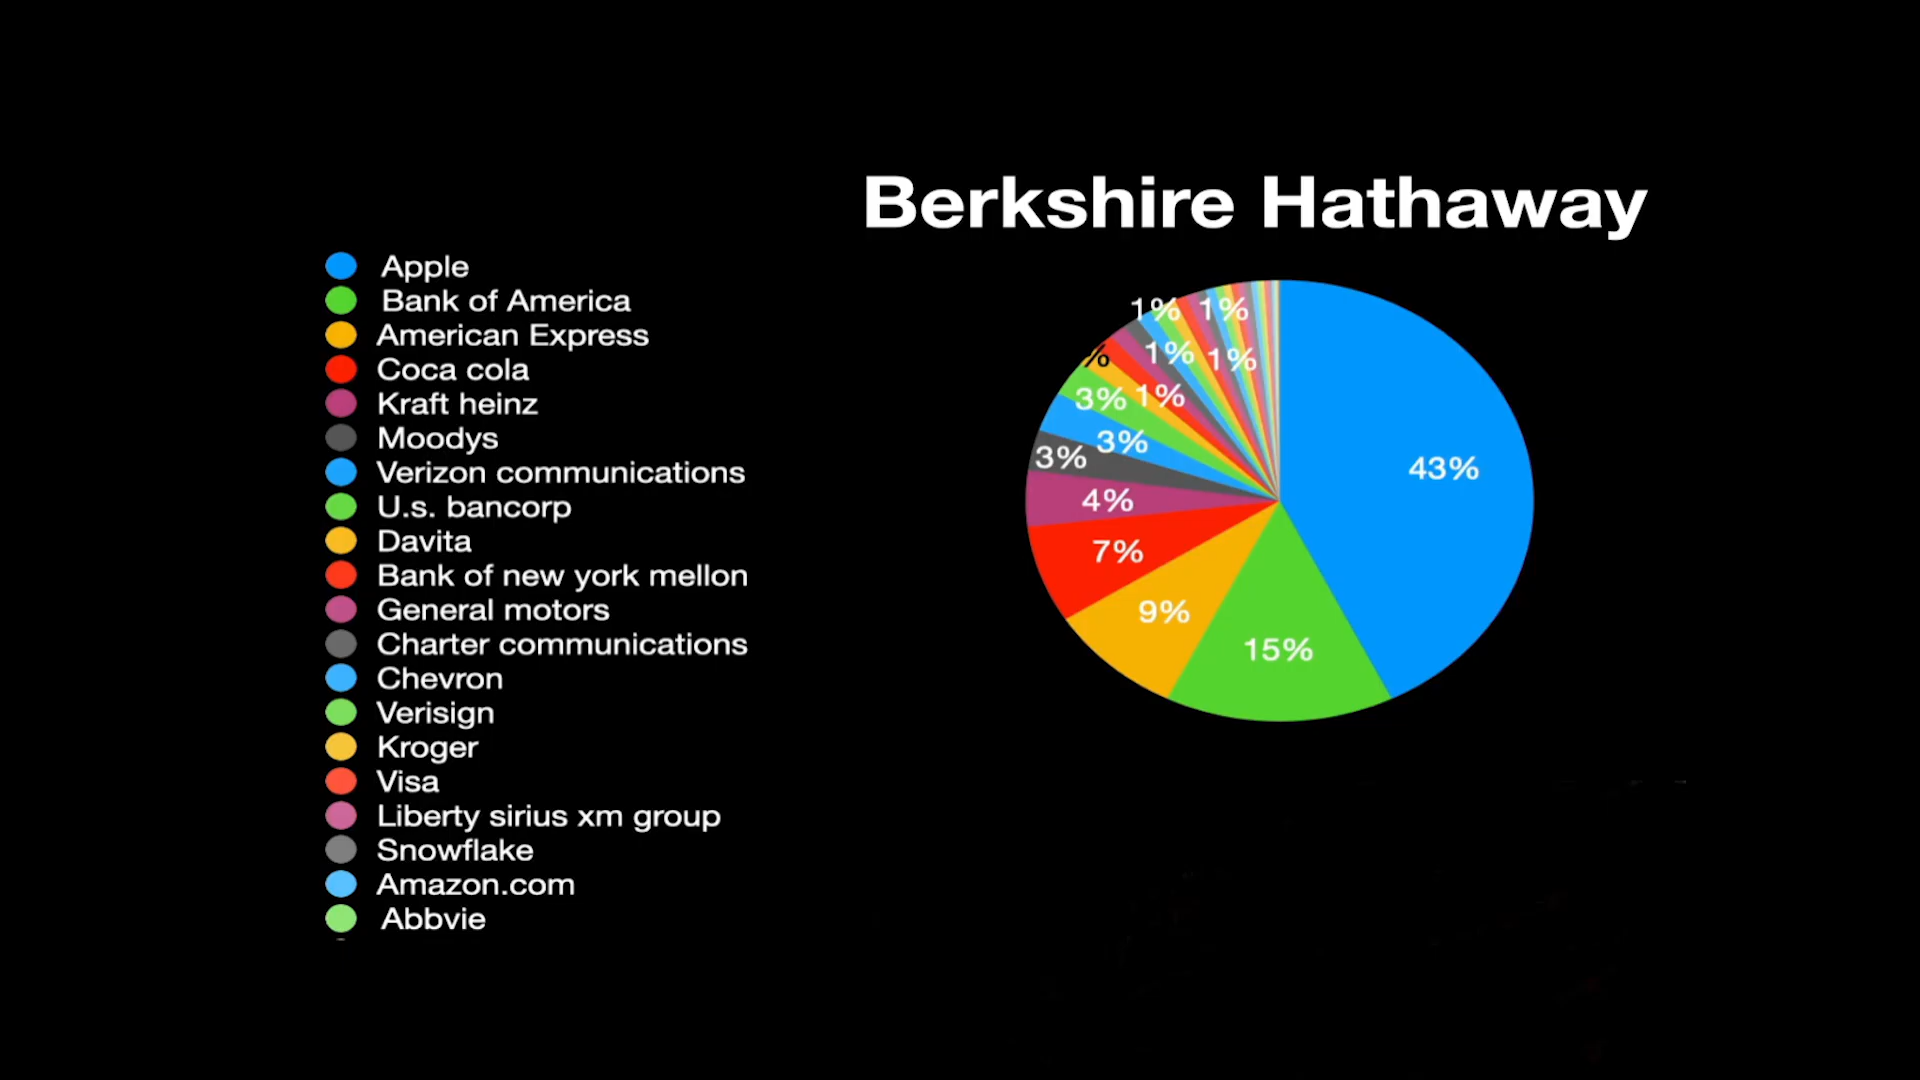 Berkshire Hathaway
Apple
Bank of America
American Express
Coca cola
Kraft heinz
Moodys
Verizon communications
U.s. bancorp
Davita
Bank of new york mellon
General motors
Charter communications
Chevron
Verisign
Kroger
Visa
Liberty sirius xm group
Snowflake
Amazon.com
Abbvie
1% 1%
%
1% 1%
3% 1%
3%
3%
43%
4%
7%
9%
15%